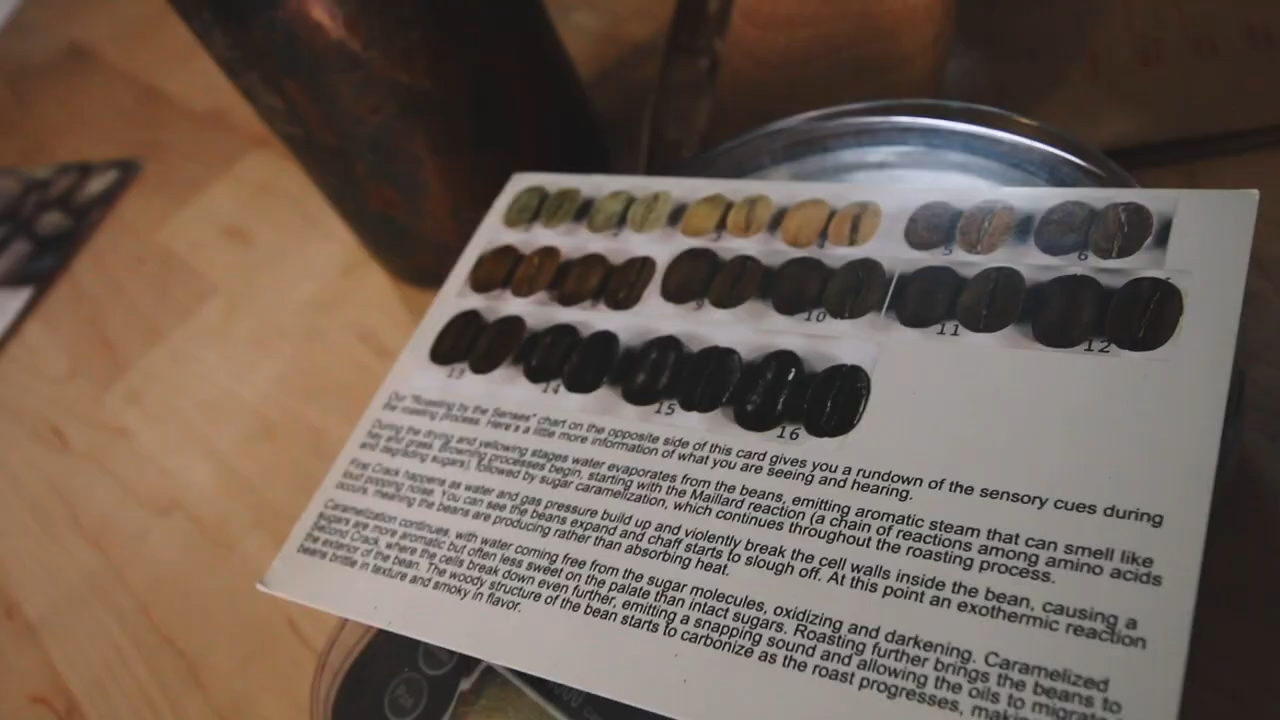 5 6
9 10 11 12
13 14 15 16
Our "Roasting by the Senses" chart on the opposite side of this card gives you a rundown of the sensory cues during
the roasting process. Here's a little more information of what you are seeing and hearing.
During the drying and yellowing stages water evaporates from the beans, emitting aromatic steam that can smell like
hay and grass. Browning processes begin, starting with the Maillard reaction (a chain of reactions among amino acids
and degrading sugars), followed by sugar caramelization, which continues throughout the roasting process.
First Crack happens as water and gas pressure build up and violently break the cell walls inside the bean, causing a
loud popping noise. You can see the beans expand and chaff starts to slough off. At this point an exothermic reaction
occurs, meaning the beans are producing rather than absorbing heat.
Caramelization continues, with water coming free from the sugar molecules, oxidizing and darkening. Caramelized
sugars are more aromatic but often less sweet on the palate than intact sugars. Roasting further brings the beans to
Second Crack, where the cells break down even further, emitting a snapping sound and allowing the oils to migrat
the exterior of the bean. The woody structure of the bean starts to carbonize as the roast progresses, maki
beans brittle in texture and smoky in flavor.